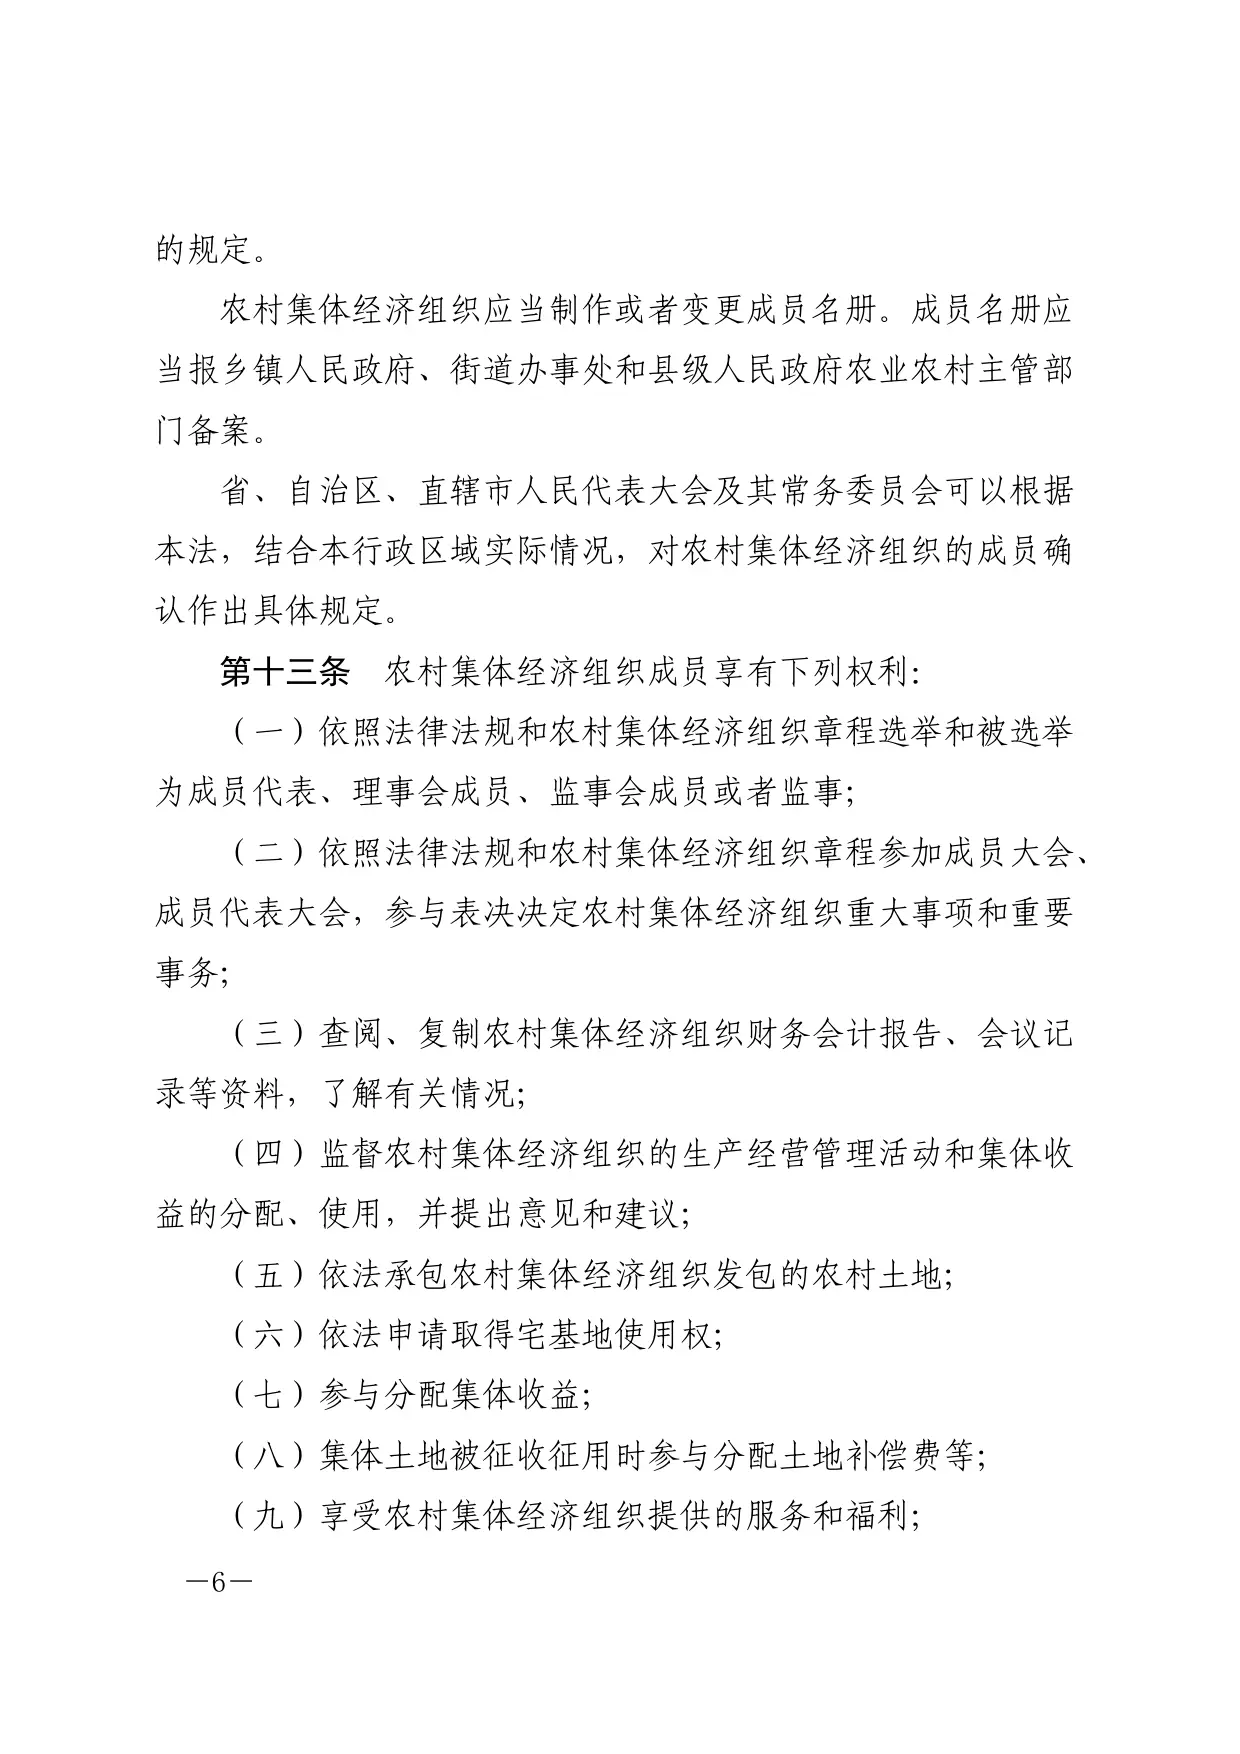 的规定。
农村集体经济组织应当制作或者变更成员名册。成员名册应
当报乡镇人民政府、街道办事处和县级人民政府农业农村主管部
门备案。
省、自治区、直辖市人民代表大会及其常务委员会可以根据
本法，结合本行政区域实际情况，对农村集体经济组织的成员确
认作出具体规定。
第十三条　农村集体经济组织成员享有下列权利：
（一）依照法律法规和农村集体经济组织章程选举和被选举
为成员代表、理事会成员、监事会成员或者监事；
（二）依照法律法规和农村集体经济组织章程参加成员大会、
成员代表大会，参与表决决定农村集体经济组织重大事项和重要
事务；
（三）查阅、复制农村集体经济组织财务会计报告、会议记
录等资料，了解有关情况；
（四）监督农村集体经济组织的生产经营管理活动和集体收
益的分配、使用，并提出意见和建议；
（五）依法承包农村集体经济组织发包的农村土地；
（六）依法申请取得宅基地使用权；
（七）参与分配集体收益；
（八）集体土地被征收征用时参与分配土地补偿费等；
（九）享受农村集体经济组织提供的服务和福利；
—6—